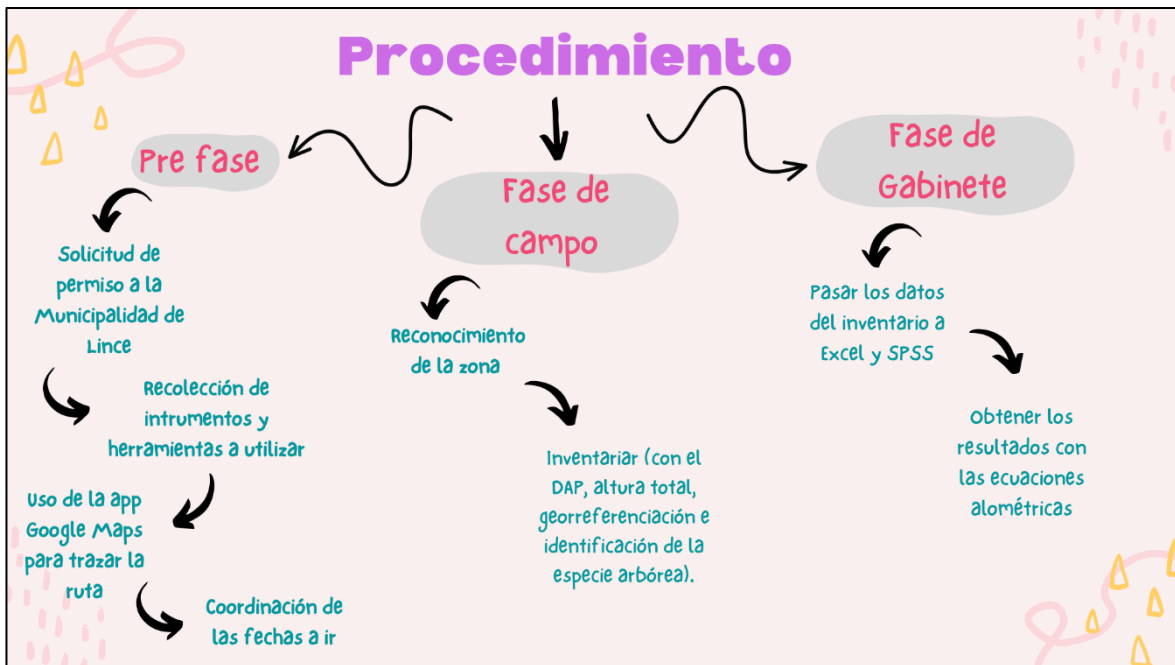 Procedimiento
Pre fase
Solicitud de
permiso a la
Municipalidad de
Lince
Recolección de
intrumentos y
herramientas a utilizar
Uso de la app
Google Maps
para trazar la
ruta
Coordinación de
las fechas a ir
Fase de
campo
Reconocimiento
de la zona
Inventariar (con el
DAP, altura total,
georreferenciación e
identificación de la
especie arbórea).
Fase de
Gabinete
Pasar los datos
del inventario a
Excel y SPSS
Obtener los
resultados con
las ecuaciones
alométricas